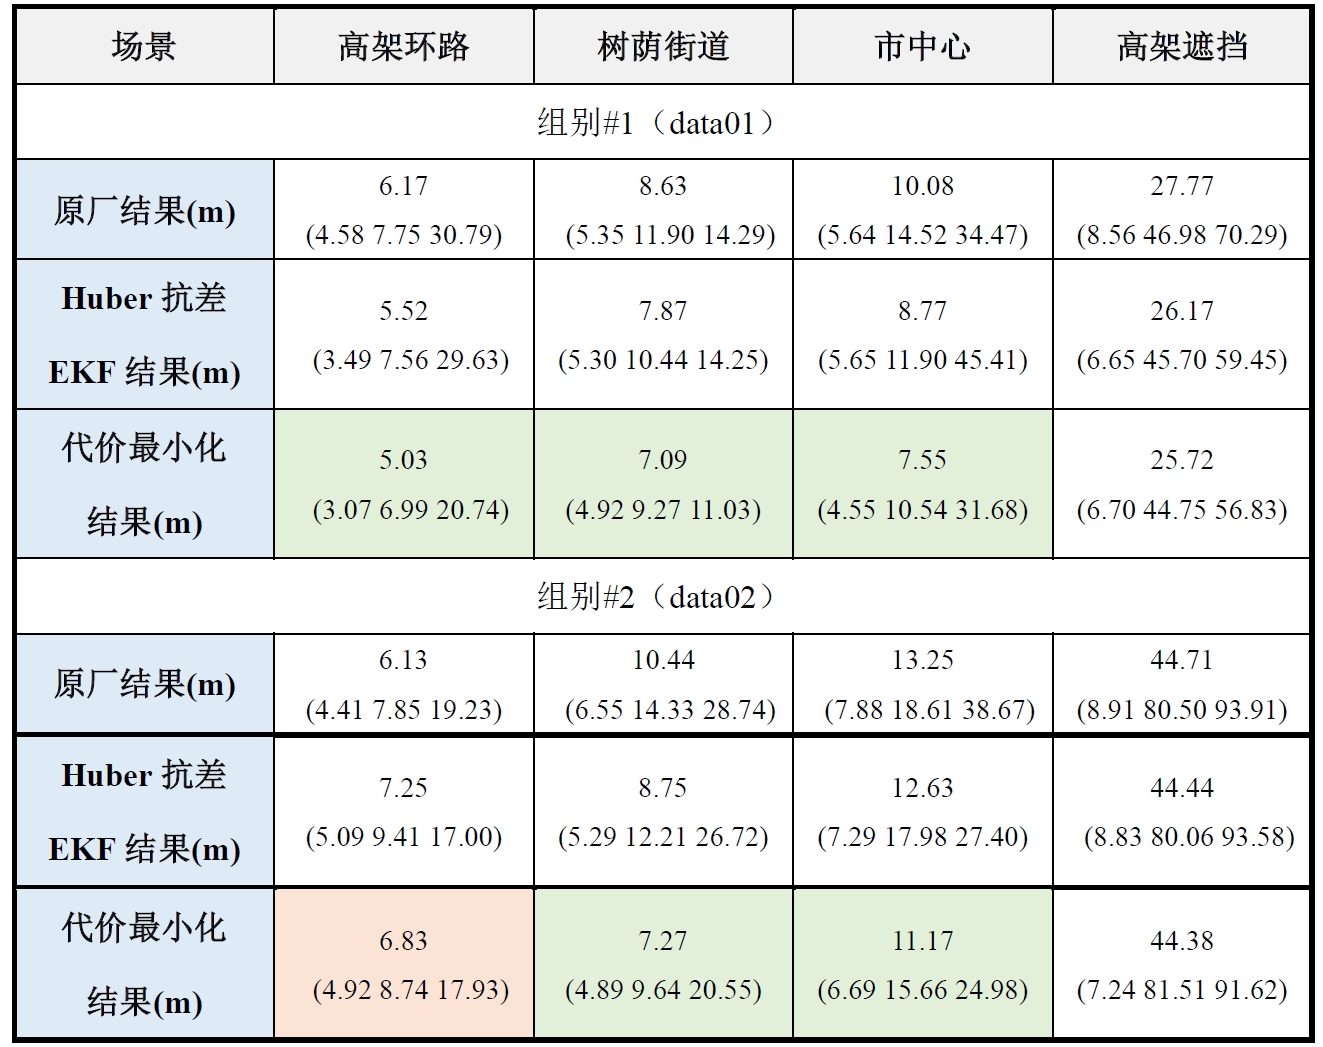 场景 高架环路 树荫街道 市中心 高架遮挡
组别#1（data01）
原厂结果(m)
6.17 8.63 10.08 27.77
(4.58 7.75 30.79) (5.35 11.90 14.29) (5.64 14.52 34.47) (8.56 46.98 70.29)
Huber 抗差
EKF 结果(m)
5.52 7.87 8.77 26.17
(3.49 7.56 29.63) (5.30 10.44 14.25) (5.65 11.90 45.41) (6.65 45.70 59.45)
代价最小化
结果(m)
5.03 7.09 7.55 25.72
(3.07 6.99 20.74) (4.92 9.27 11.03) (4.55 10.54 31.68) (6.70 44.75 56.83)
组别#2（data02）
原厂结果(m)
6.13 10.44 13.25 44.71
(4.41 7.85 19.23) (6.55 14.33 28.74) (7.88 18.61 38.67) (8.91 80.50 93.91)
Huber 抗差
EKF 结果(m)
7.25 8.75 12.63 44.44
(5.09 9.41 17.00) (5.29 12.21 26.72) (7.29 17.98 27.40) (8.83 80.06 93.58)
代价最小化
结果(m)
6.83 7.27 11.17 44.38
(4.92 8.74 17.93) (4.89 9.64 20.55) (6.69 15.66 24.98) (7.24 81.51 91.62)